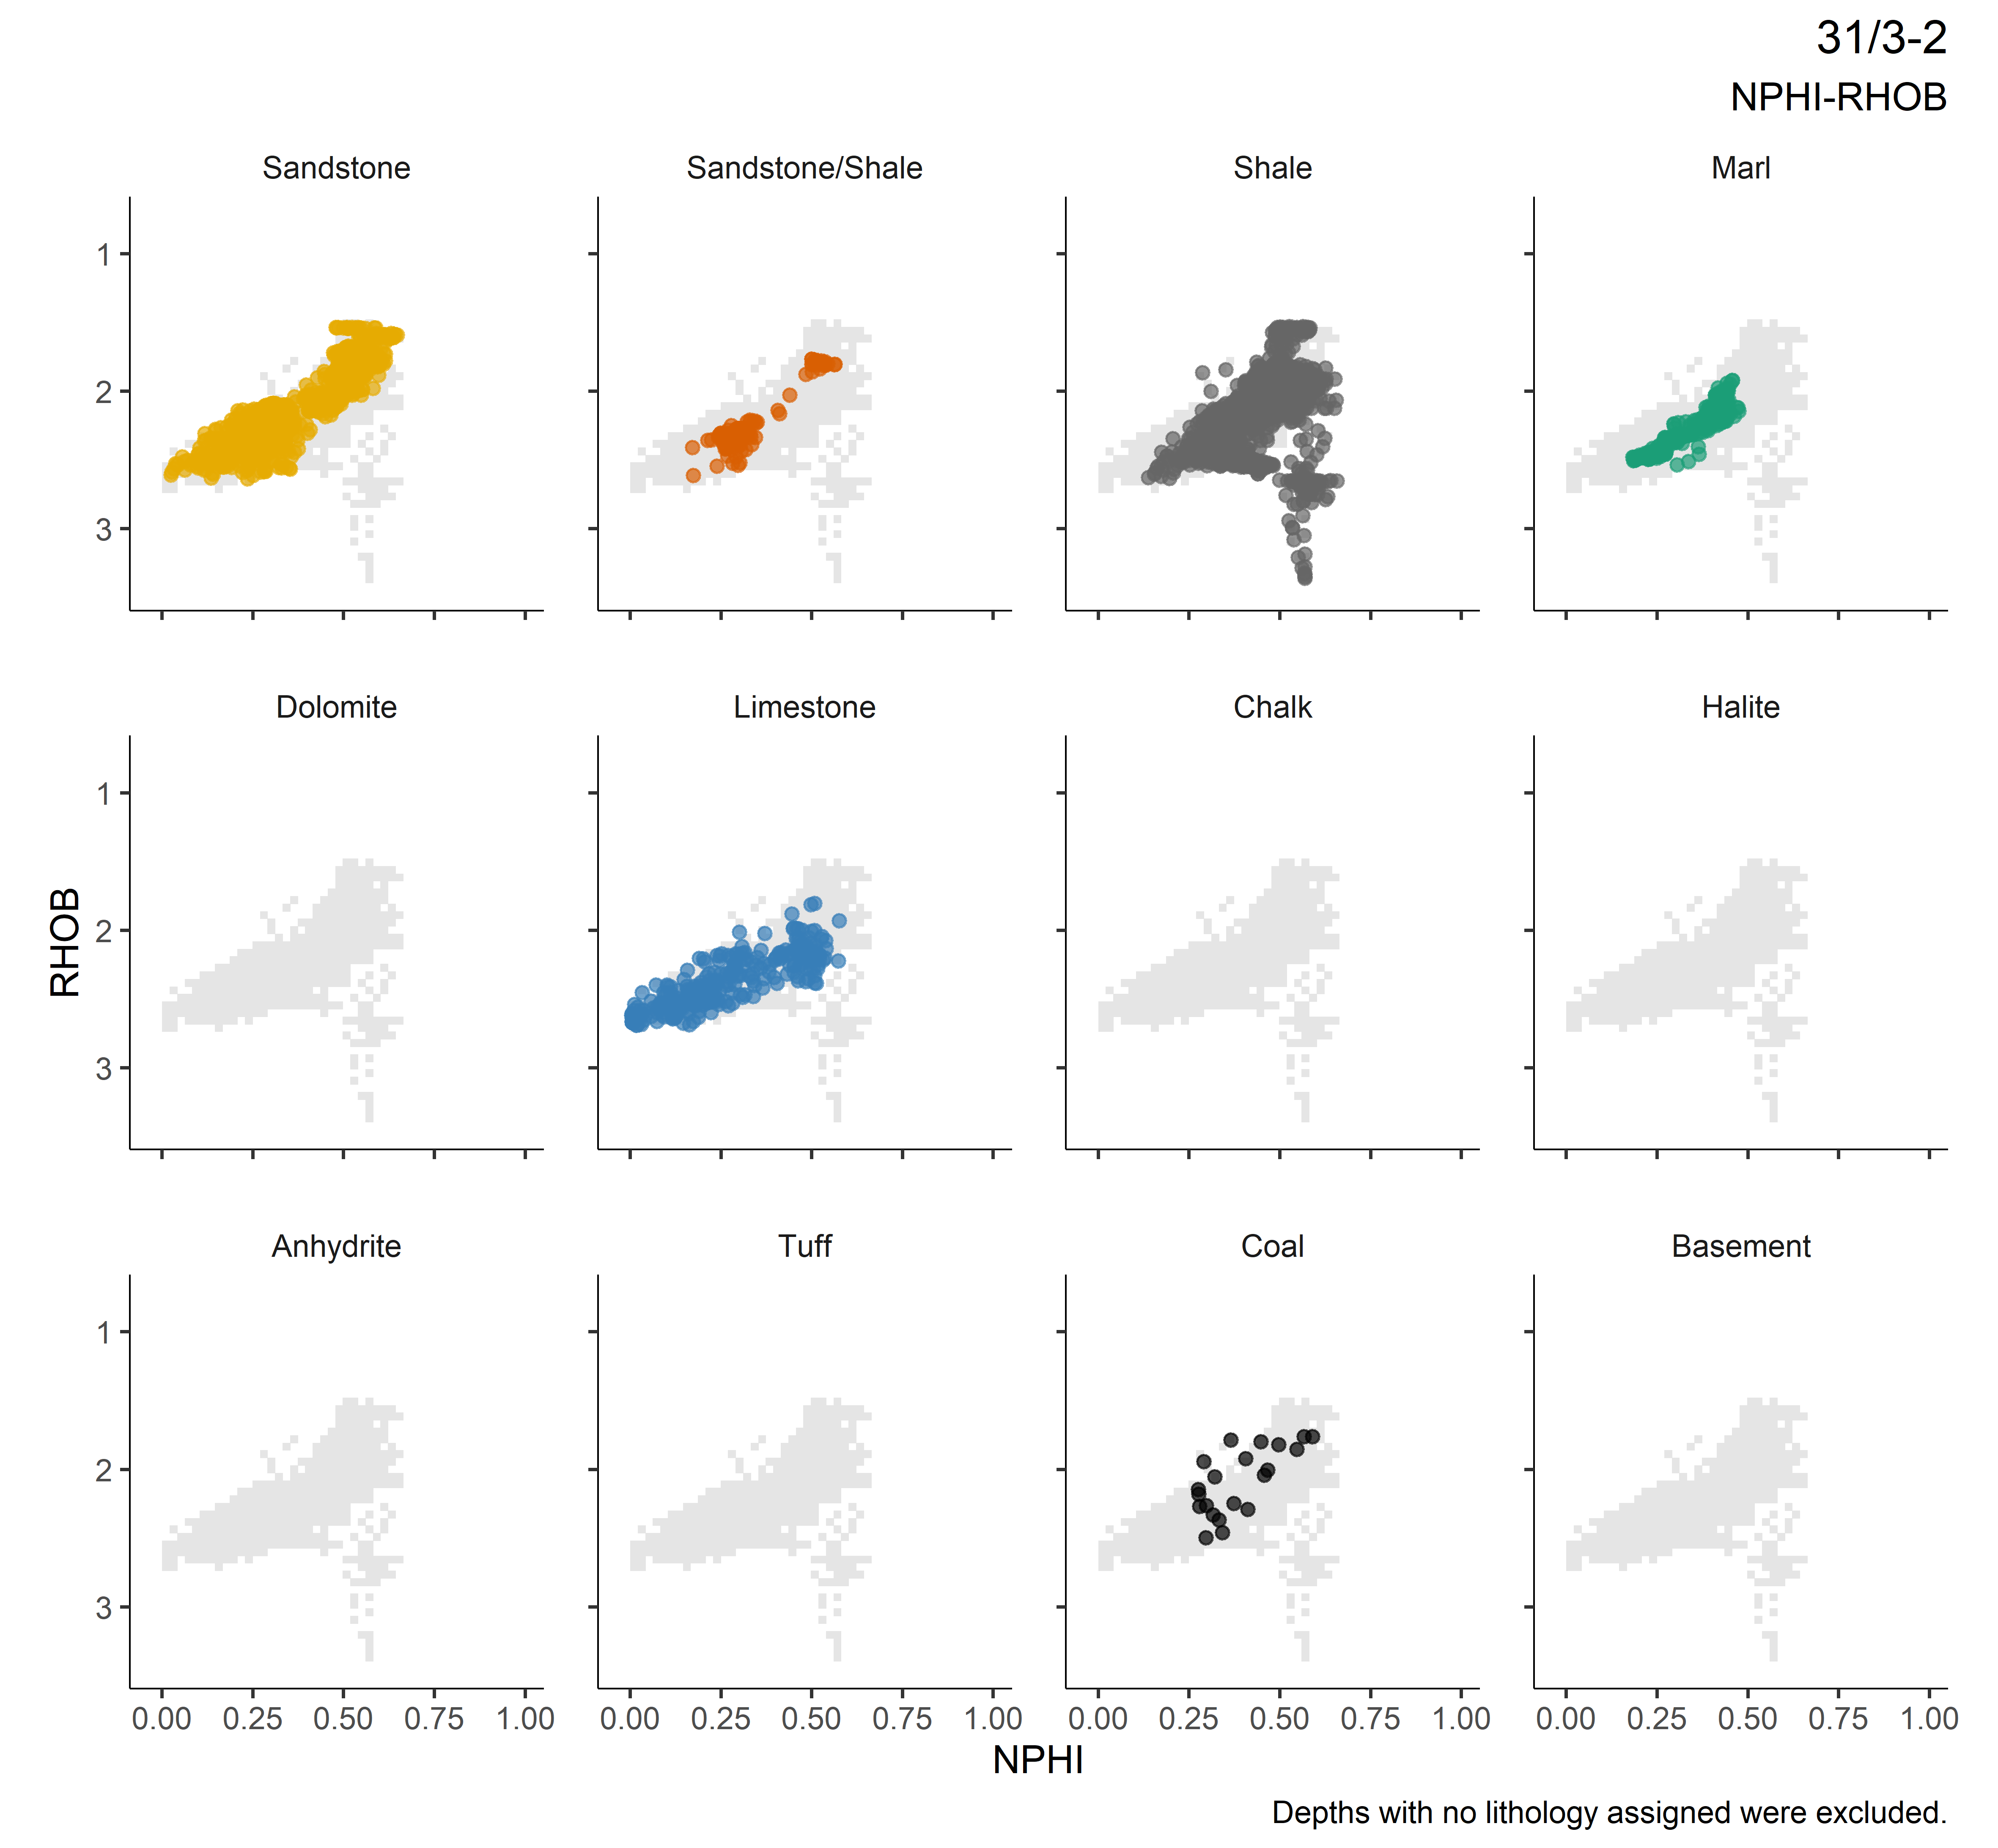 31/3-2
NPHI-RHOB
Sandstone
Sandstone/Shale
Shale
Marl
1
2
3
Dolomite
Limestone
Chalk
Halite
1
2
3
RHOB
Anhydrite
Tuff
Coal
Basement
1
2
3
0.00 0.25 0.50 0.75 1.00
0.00 0.25 0.50 0.75 1.00
0.00 0.25 0.50 0.75 1.00
0.00 0.25 0.50 0.75 1.00
NPHI
Depths with no lithology assigned were excluded.